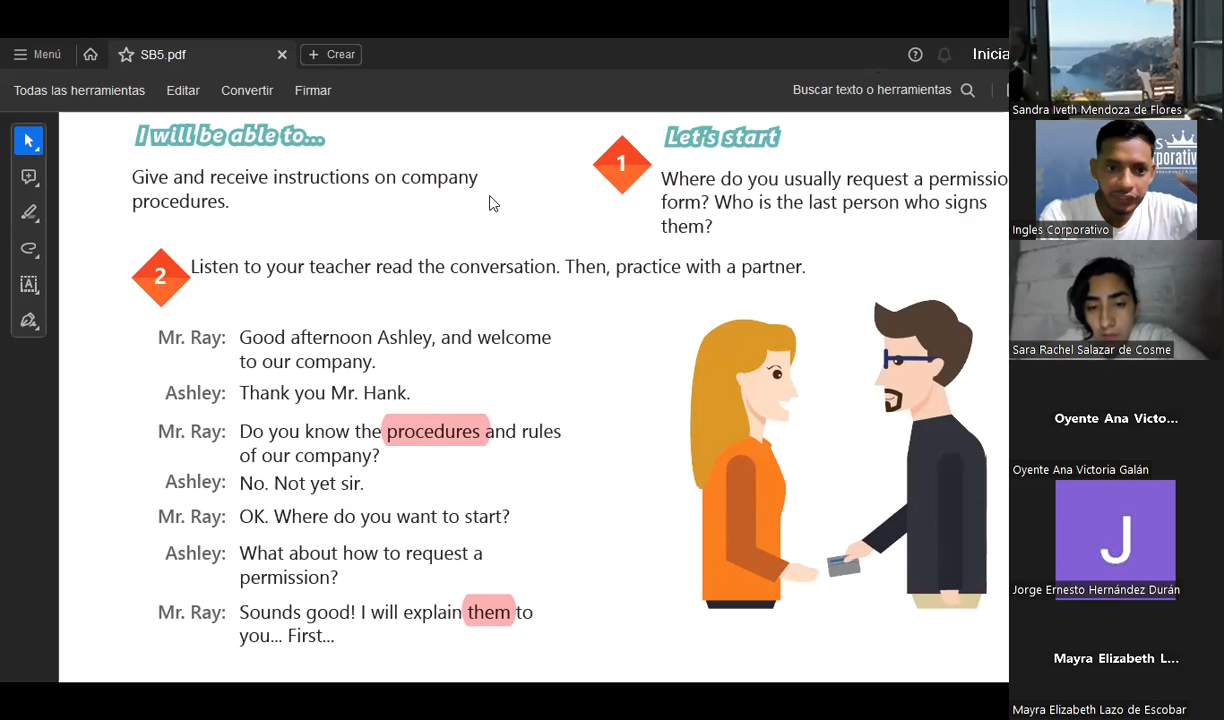 Menú
SB5.pdf
Crear
Inicia
Todas las herramientas
Editar
Convertir
Firmar
Buscar texto o herramientas
I will be able to...
Give and receive instructions on company
procedures.
1
Let's start
Where do you usually request a permissio
form? Who is the last person who signs
them?
2
Listen to your teacher read the conversation. Then, practice with a partner.
Mr. Ray: Good afternoon Ashley, and welcome
to our company.
Ashley: Thank you Mr. Hank.
Mr. Ray: Do you know the procedures and rules
of our company?
Ashley: No. Not yet sir.
Mr. Ray: OK. Where do you want to start?
Ashley: What about how to request a
permission?
Mr. Ray: Sounds good! I will explain them to
you... First...
Sandra Iveth Mendoza de Flores
Ingles Corporativo
Sara Rachel Salazar de Cosme
Oyente Ana Victo...
Oyente Ana Victoria Galán
J
Jorge Ernesto Hernández Durán
Mayra Elizabeth L...
Mayra Elizabeth Lazo de Escobar